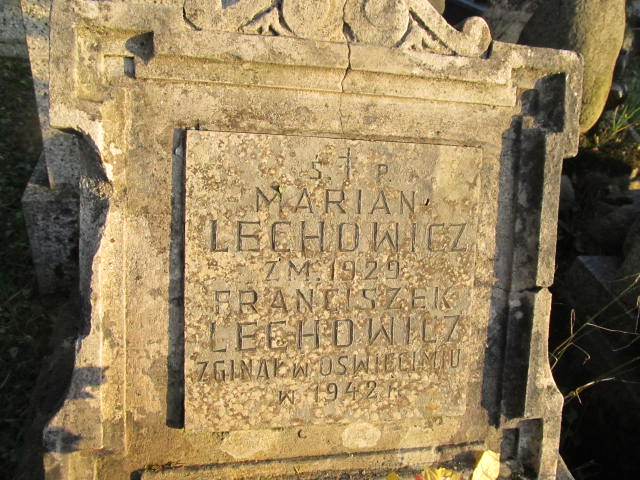 Ś. † P.
MARIAN
LECHOWICZ
ZM. 1929
FRANCISZEK
LECHOWICZ
ZGINĄŁ W OŚWIĘCIMIU
W 1942 r.